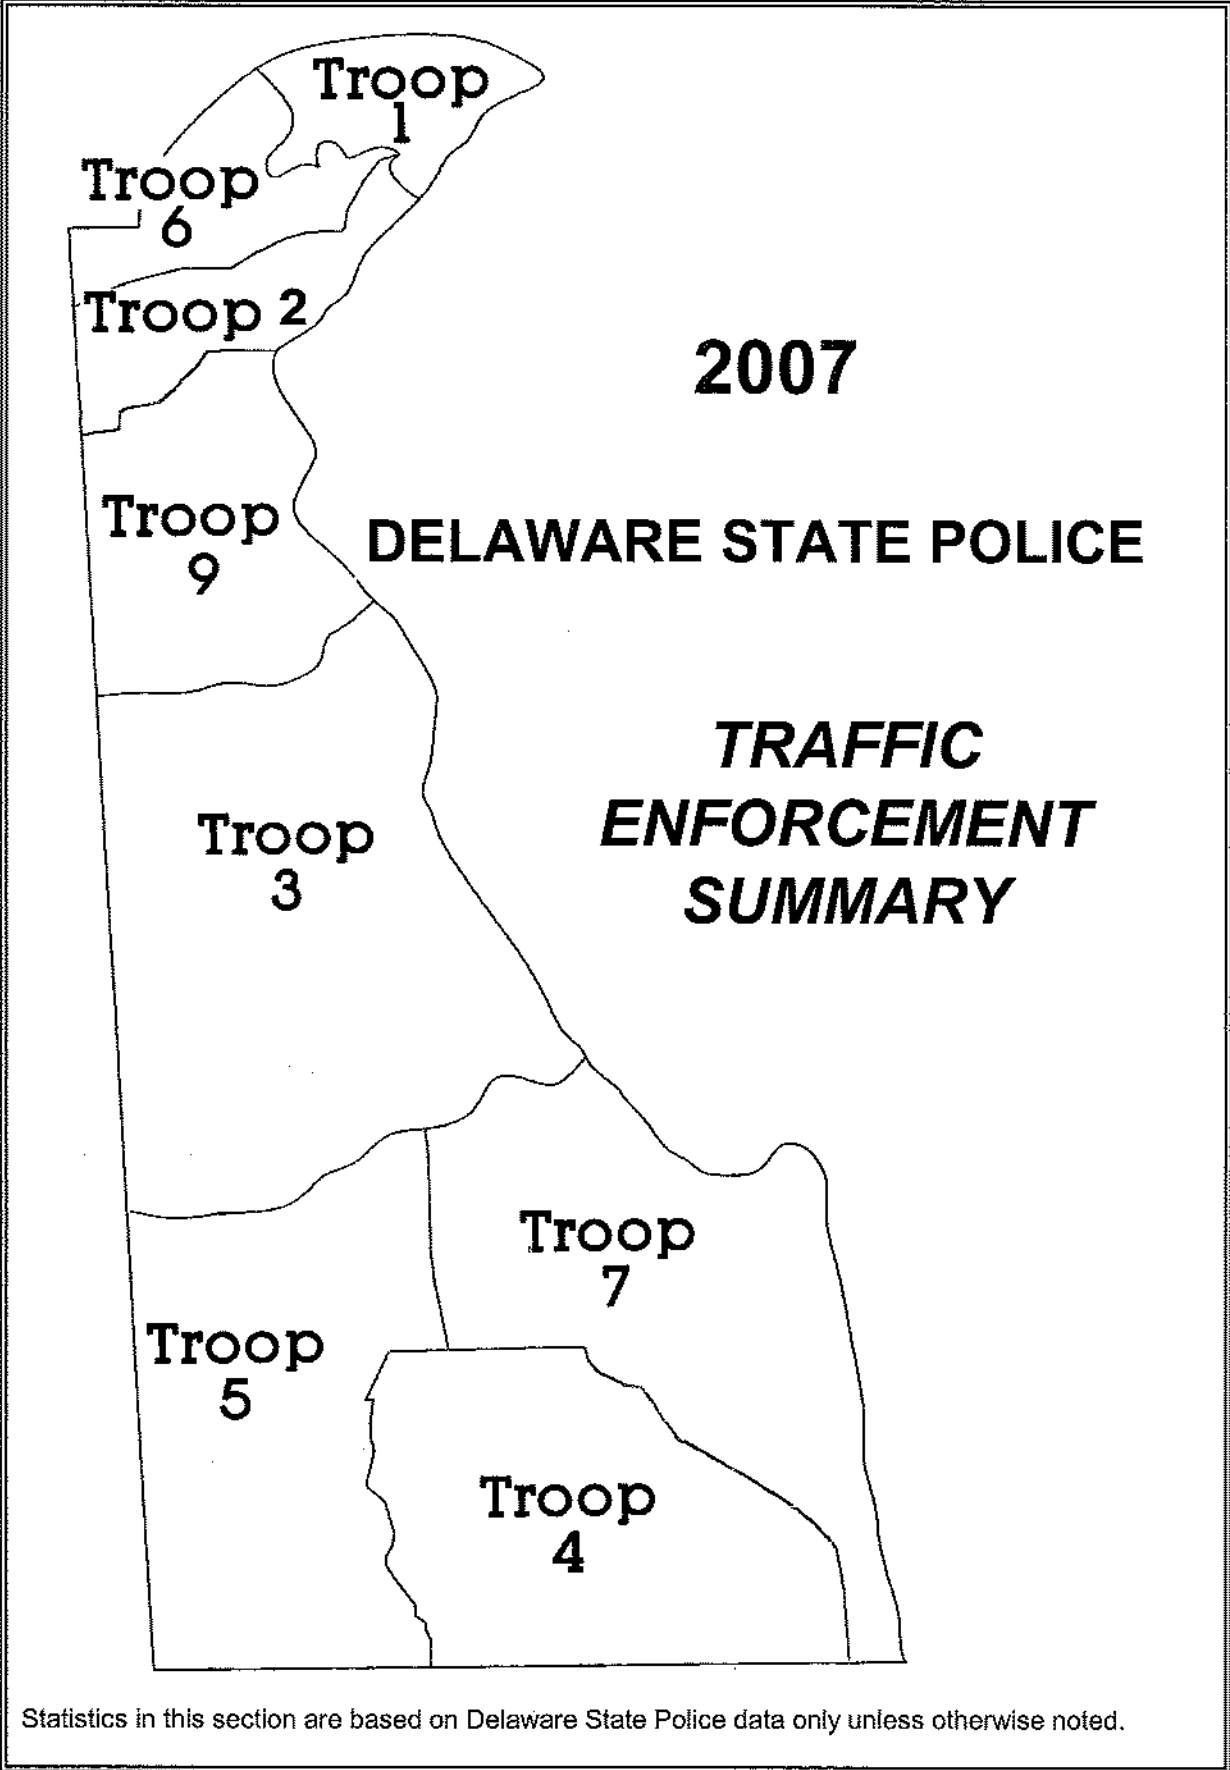 Troop
1
Troop
6
Troop 2
2007
Troop
9
DELAWARE STATE POLICE
TRAFFIC
ENFORCEMENT
SUMMARY
Troop
3
Troop
7
Troop
5
Troop
4
Statistics in this section are based on Delaware State Police data only unless otherwise noted.